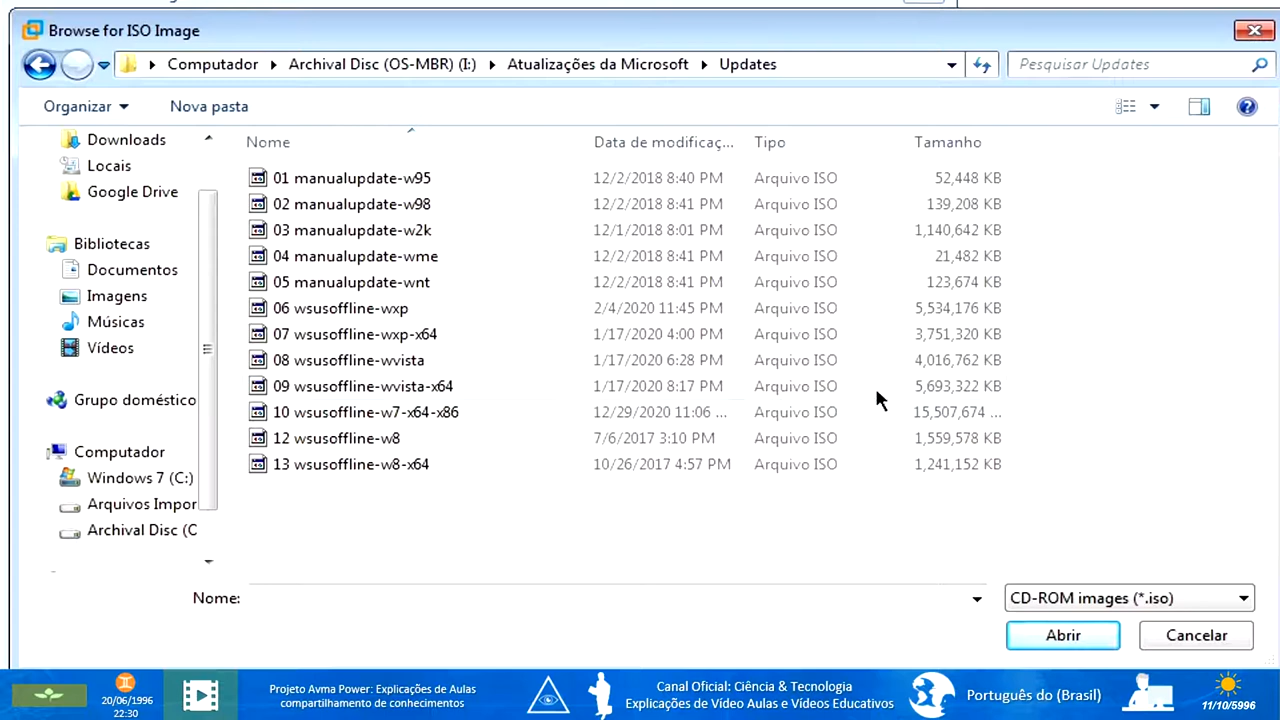 Browse for ISO Image
Computador Archival Disc (OS-MBR) (I:) Atualizações da Microsoft Updates
Pesquisar Updates
Organizar Nova pasta
Nome Data de modificaç... Tipo Tamanho
Downloads
Locais
Google Drive
Bibliotecas
Documentos
Imagens
Músicas
Vídeos
Grupo doméstico
Computador
Windows 7 (C:)
Arquivos Impor
Archival Disc (C
01 manualupdate-w95 12/2/2018 8:40 PM Arquivo ISO 52,448 KB
02 manualupdate-w98 12/2/2018 8:41 PM Arquivo ISO 139,208 KB
03 manualupdate-w2k 12/1/2018 8:01 PM Arquivo ISO 1,140,642 KB
04 manualupdate-wme 12/2/2018 8:41 PM Arquivo ISO 21,482 KB
05 manualupdate-wnt 12/2/2018 8:41 PM Arquivo ISO 123,674 KB
06 wsusoffline-wxp 2/4/2020 11:45 PM Arquivo ISO 5,534,176 KB
07 wsusoffline-wxp-x64 1/17/2020 4:00 PM Arquivo ISO 3,751,320 KB
08 wsusoffline-wvista 1/17/2020 6:28 PM Arquivo ISO 4,016,762 KB
09 wsusoffline-wvista-x64 1/17/2020 8:17 PM Arquivo ISO 5,693,322 KB
10 wsusoffline-w7-x64-x86 12/29/2020 11:06 ... Arquivo ISO 15,507,674 ...
12 wsusoffline-w8 7/6/2017 3:10 PM Arquivo ISO 1,559,578 KB
13 wsusoffline-w8-x64 10/26/2017 4:57 PM Arquivo ISO 1,241,152 KB
Nome:
CD-ROM images (*.iso)
Abrir Cancelar
20/06/1996
22:30
Projeto Avma Power: Explicações de Aulas
compartilhamento de conhecimentos
Canal Oficial: Ciência & Tecnologia
Explicações de Vídeo Aulas e Vídeos Educativos
Português do (Brasil)
11/10/5996